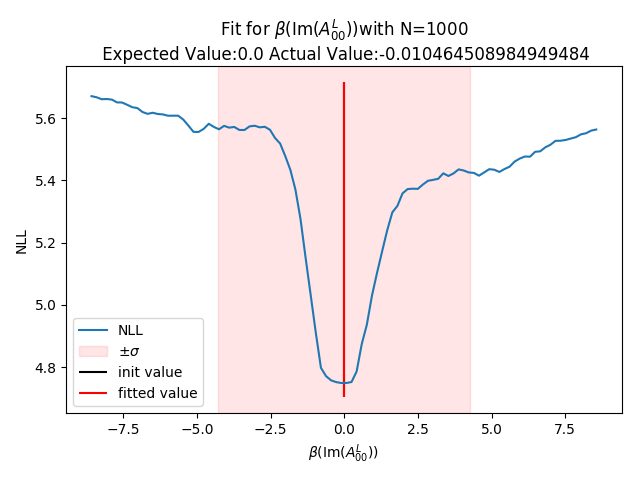 Fit for β(Im(A^L_00))with N=1000
Expected Value:0.0 Actual Value:-0.010464508984949484
NLL
5.6
5.4
5.2
5.0
4.8
NLL
±σ
init value
fitted value
−7.5
−5.0
−2.5
0.0
2.5
5.0
7.5
β(Im(A^L_00))